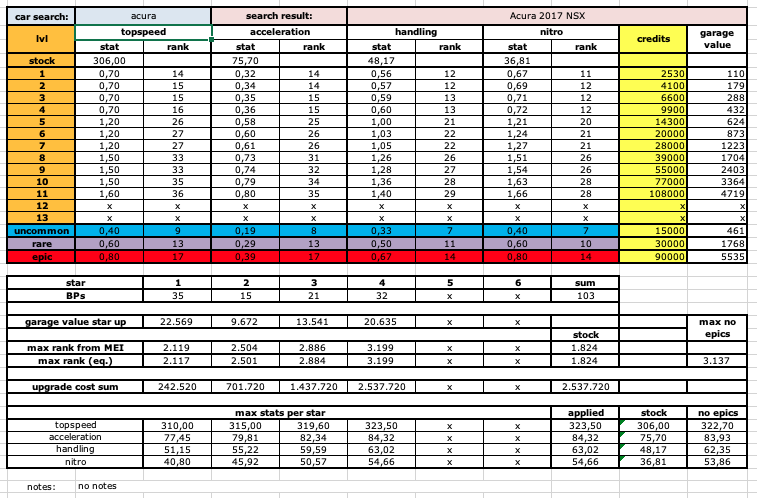 car search: acura search result: Acura 2017 NSX
lvl topspeed acceleration handling nitro credits garage value
stat rank stat rank stat rank stat rank
stock 306,00 75,70 48,17 36,81
1 0,70 14 0,32 14 0,56 12 0,67 11 2530 110
2 0,70 15 0,34 14 0,57 12 0,69 12 4100 179
3 0,70 15 0,35 15 0,59 13 0,71 12 6600 288
4 0,70 16 0,36 15 0,60 13 0,72 12 9900 432
5 1,20 26 0,58 25 1,00 21 1,21 20 14300 624
6 1,20 27 0,60 26 1,03 22 1,24 21 20000 873
7 1,20 27 0,61 26 1,05 22 1,27 21 28000 1223
8 1,50 33 0,73 31 1,26 26 1,51 26 39000 1704
9 1,50 33 0,74 32 1,28 27 1,54 26 55000 2403
10 1,50 35 0,79 34 1,36 28 1,63 28 77000 3364
11 1,60 36 0,80 35 1,40 29 1,66 28 108000 4719
12 x x x x x x x x x x
13 x x x x x x x x x x
uncommon 0,40 9 0,19 8 0,33 7 0,40 7 15000 461
rare 0,60 13 0,29 13 0,50 11 0,60 10 30000 1768
epic 0,80 17 0,39 17 0,67 14 0,80 14 90000 5535
star 1 2 3 4 5 6 sum
BPs 35 15 21 32 x x 103
garage value star up 22.569 9.672 13.541 20.635 x x max no epics
stock
max rank from MEI 2.119 2.504 2.886 3.199 x x 1.824
max rank (eq.) 2.117 2.501 2.884 3.199 x x 1.824 3.137
upgrade cost sum 242.520 701.720 1.437.720 2.537.720 x x 2.537.720
max stats per star applied stock no epics
topspeed 310,00 315,00 319,60 323,50 x x 323,50 306,00 322,70
acceleration 77,45 79,81 82,34 84,32 x x 84,32 75,70 83,93
handling 51,15 55,22 59,59 63,02 x x 63,02 48,17 62,35
nitro 40,80 45,92 50,57 54,66 x x 54,66 36,81 53,86
notes: no notes